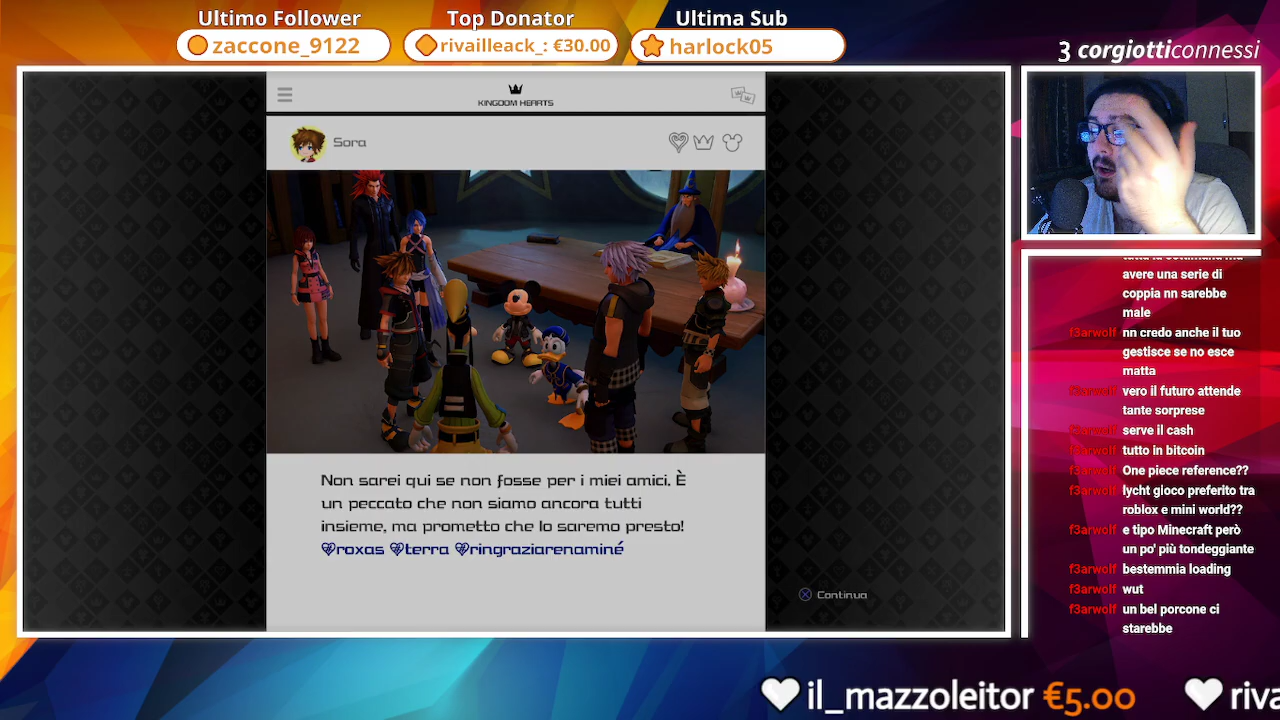 Ultimo Follower
zaccone_9122
Top Donator
rivailleack_: €30.00
Ultima Sub
harlock05
3 corgiotticonnessi
KINGDOM HEARTS
Sora
Non sarei qui se non fosse per i miei amici. È
un peccato che non siamo ancora tutti
insieme, ma prometto che lo saremo presto!
roxas terra ringraziarenaminé
Continua
avere una serie di
coppia nn sarebbe
male
f3arwolf nn credo anche il tuo
gestisce se no esce
matta
f3arwolf vero il futuro attende
tante sorprese
f3arwolf serve il cash
f3arwolf tutto in bitcoin
f3arwolf One piece reference??
f3arwolf lycht gioco preferito tra
roblox e mini world??
f3arwolf e tipo Minecraft però
un po' più tondeggiante
f3arwolf bestemmia loading
f3arwolf wut
f3arwolf un bel porcone ci
starebbe
il_mazzoleitor €5.00
riva